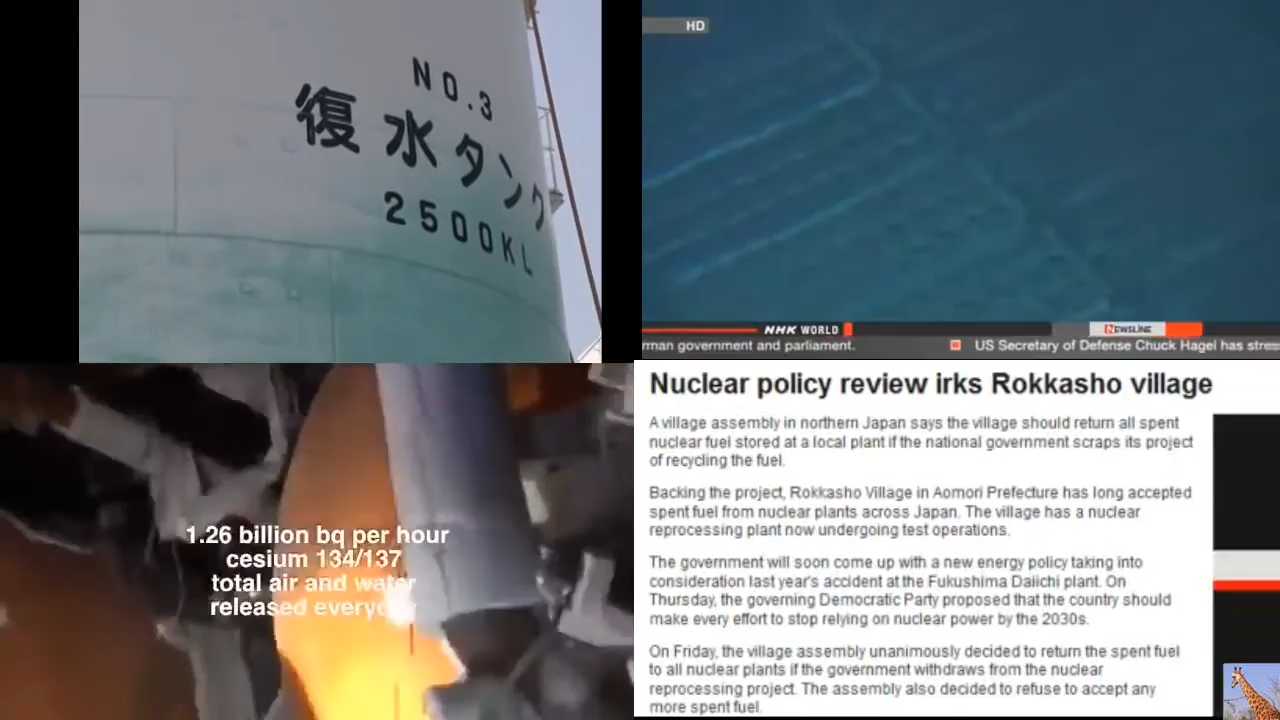 NO.3
復水タンク
2500KL
HD
NHK WORLD
NEWSLINE
rman government and parliament.
US Secretary of Defense Chuck Hagel has
1.26 billion bq per hour
cesium 134/137
total air and water
released
Nuclear policy review irks Rokkasho village
A village assembly in northern Japan says the village should return all spent
nuclear fuel stored at a local plant if the national government scraps its project
of recycling the fuel.
Backing the project, Rokkasho Village in Aomori Prefecture has long accepted
spent fuel from nuclear plants across Japan. The village has a nuclear
reprocessing plant now undergoing test operations.
The government will soon come up with a new energy policy taking into
consideration last year's accident at the Fukushima Daiichi plant. On
Thursday, the governing Democratic Party proposed that the country should
make every effort to stop relying on nuclear power by the 2030s.
On Friday, the village assembly unanimously decided to return the spent fuel
to all nuclear plants if the government withdraws from the nuclear
reprocessing project. The assembly also decided to refuse to accept any
more spent fuel.